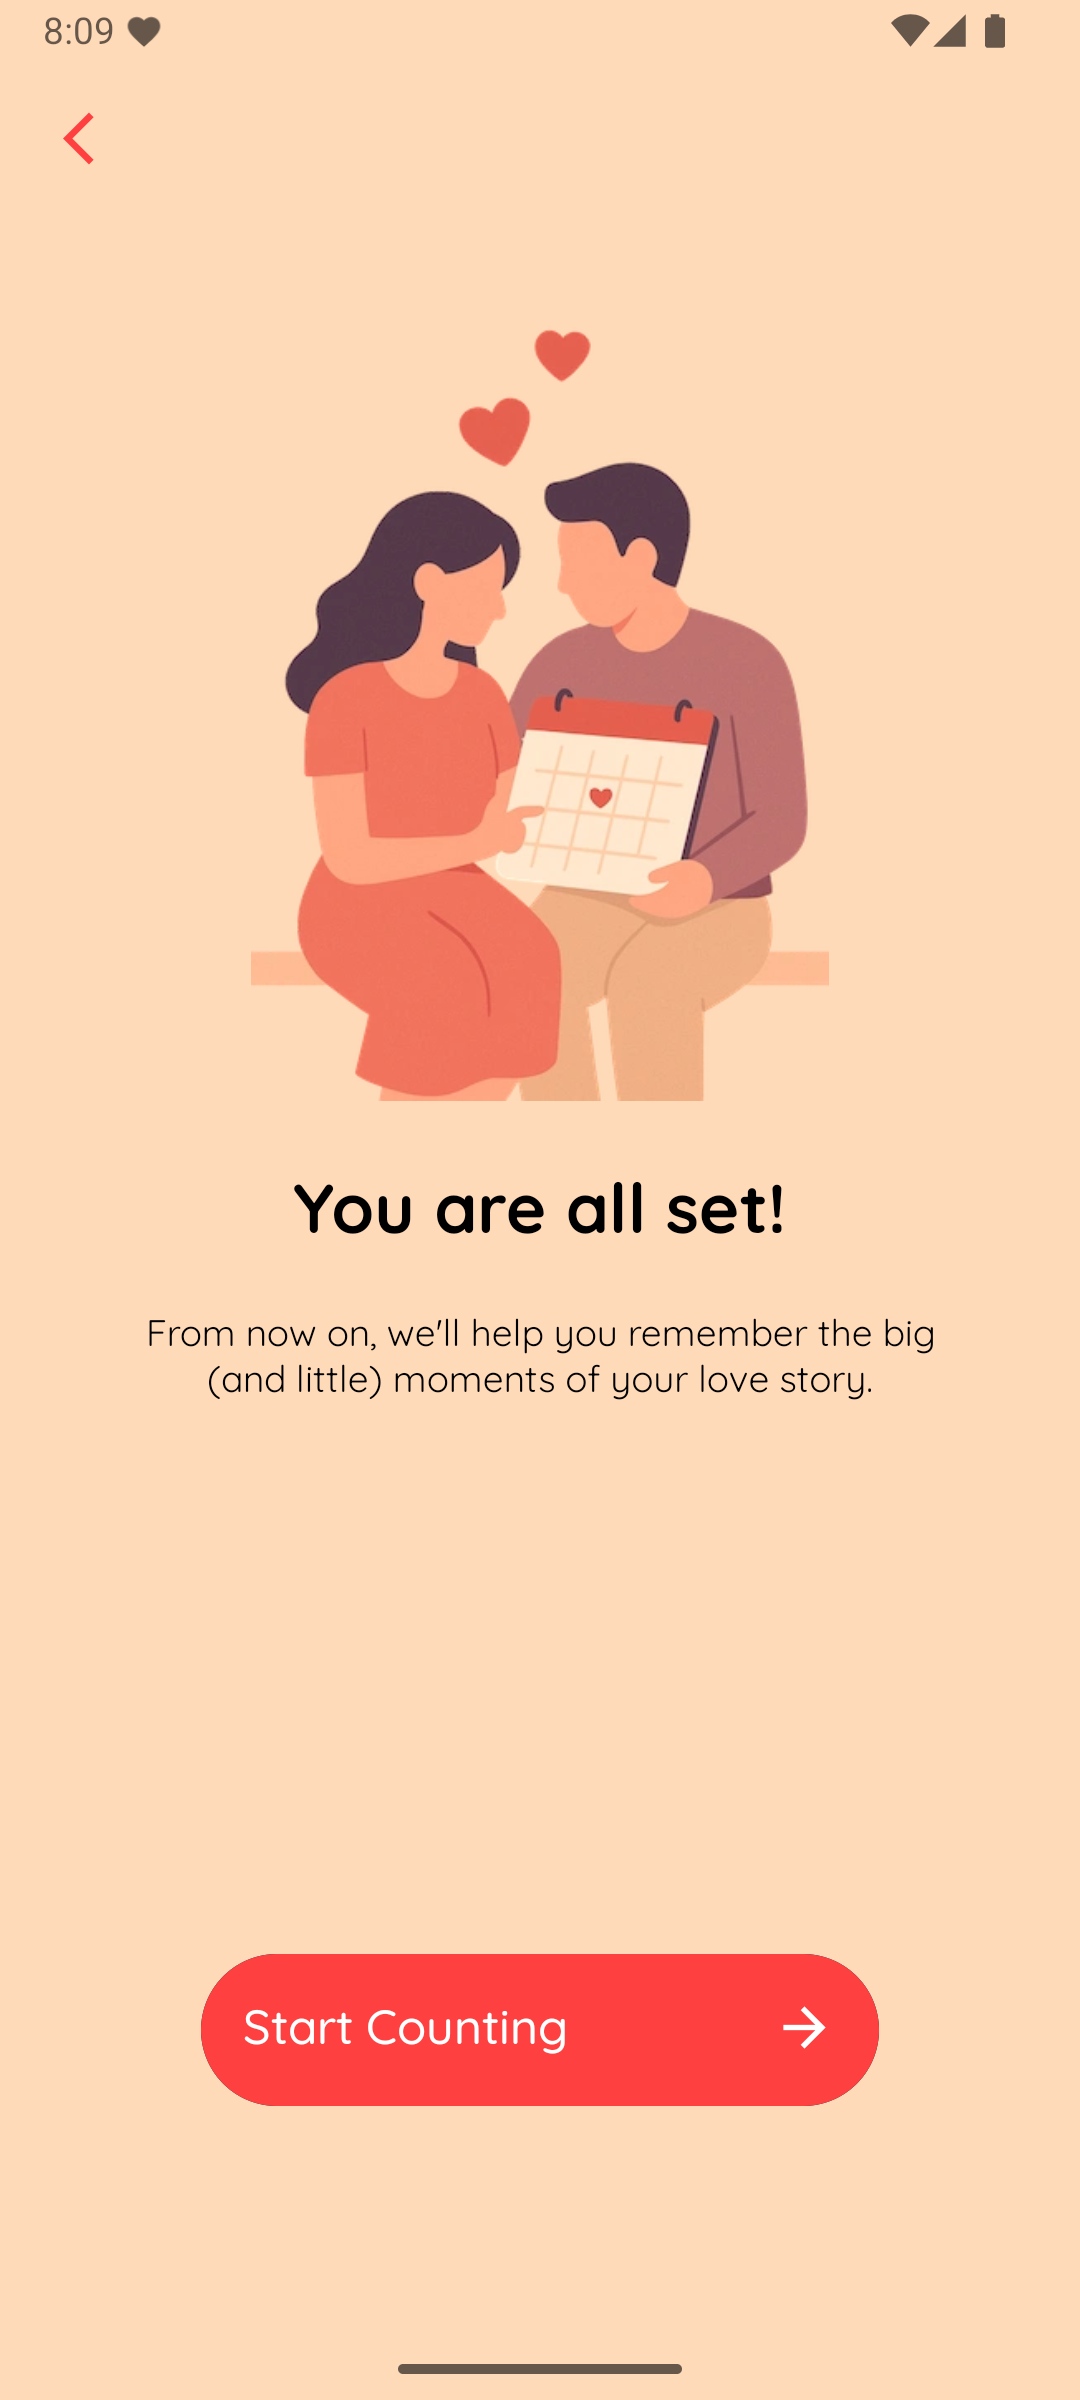 8:09
You are all set!
From now on, we'll help you remember the big
(and little) moments of your love story.
Start Counting